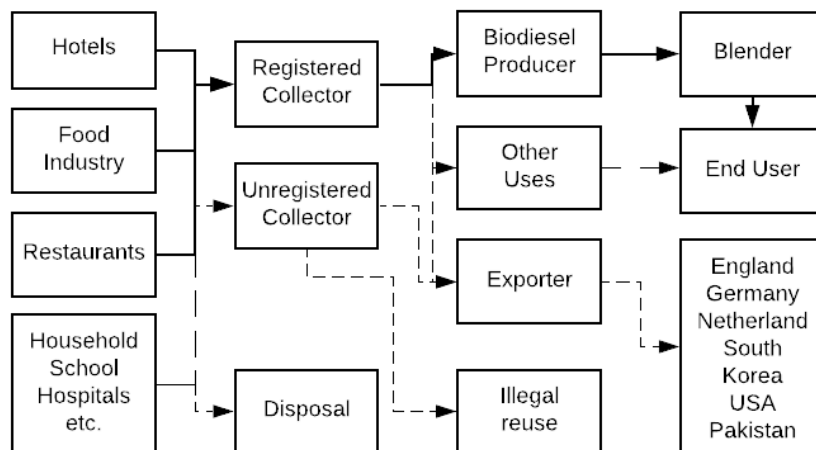 Hotels
Food
Industry
Restaurants
Household
School
Hospitals
etc.
Registered
Collector
Unregistered
Collector
Disposal
Biodiesel
Producer
Other
Uses
Exporter
Illegal
reuse
Blender
End User
England
Germany
Netherland
South
Korea
USA
Pakistan